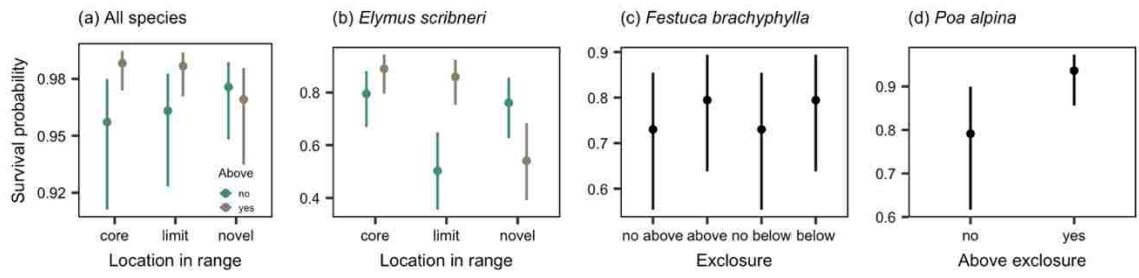 (a) All species
(b) Elymus scribneri
(c) Festuca brachyphylla
(d) Poa alpina
Survival probability
0.98
0.95
0.92
Above
no
yes
core limit novel
Location in range
0.8
0.6
0.4
core limit novel
Location in range
0.9
0.8
0.7
0.6
no above above no below below
Exclosure
1.0
0.9
0.8
0.7
0.6
no yes
Above exclosure